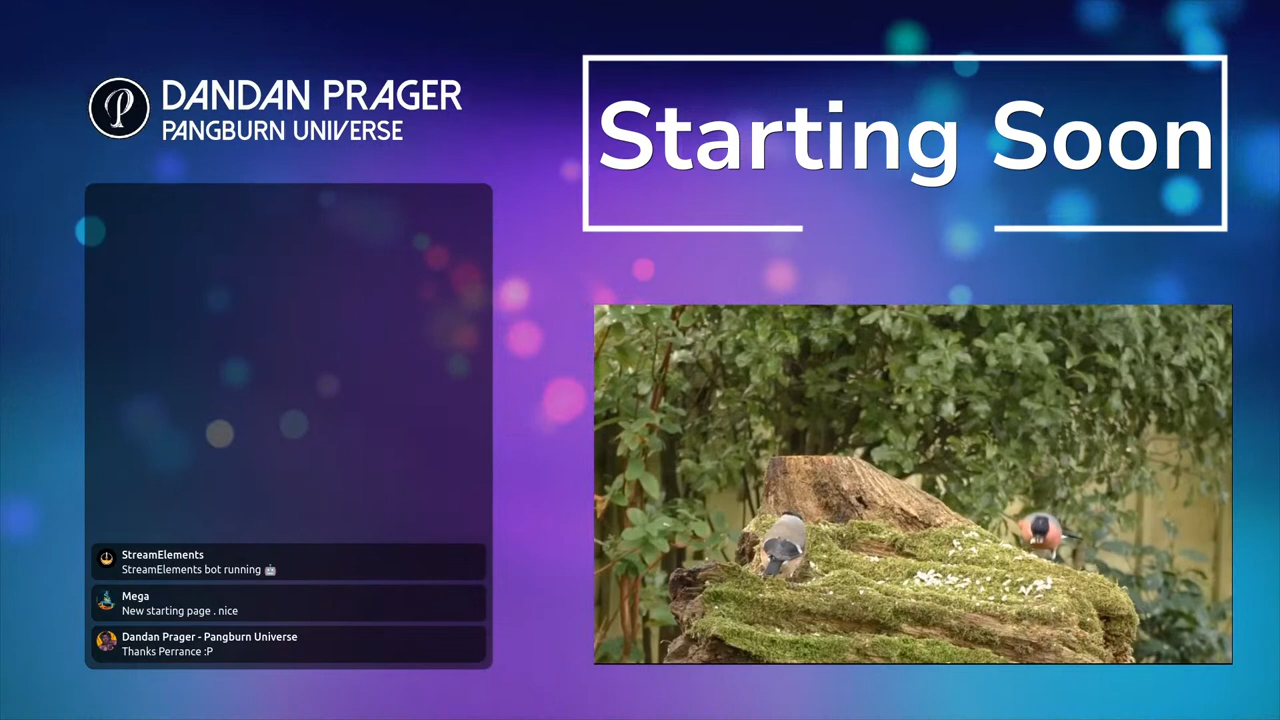 DANDAN PRAGER
PANGBURN UNIVERSE
Starting Soon
StreamElements
StreamElements bot running 🤖
Mega
New starting page . nice
Dandan Prager - Pangburn Universe
Thanks Perrance :P